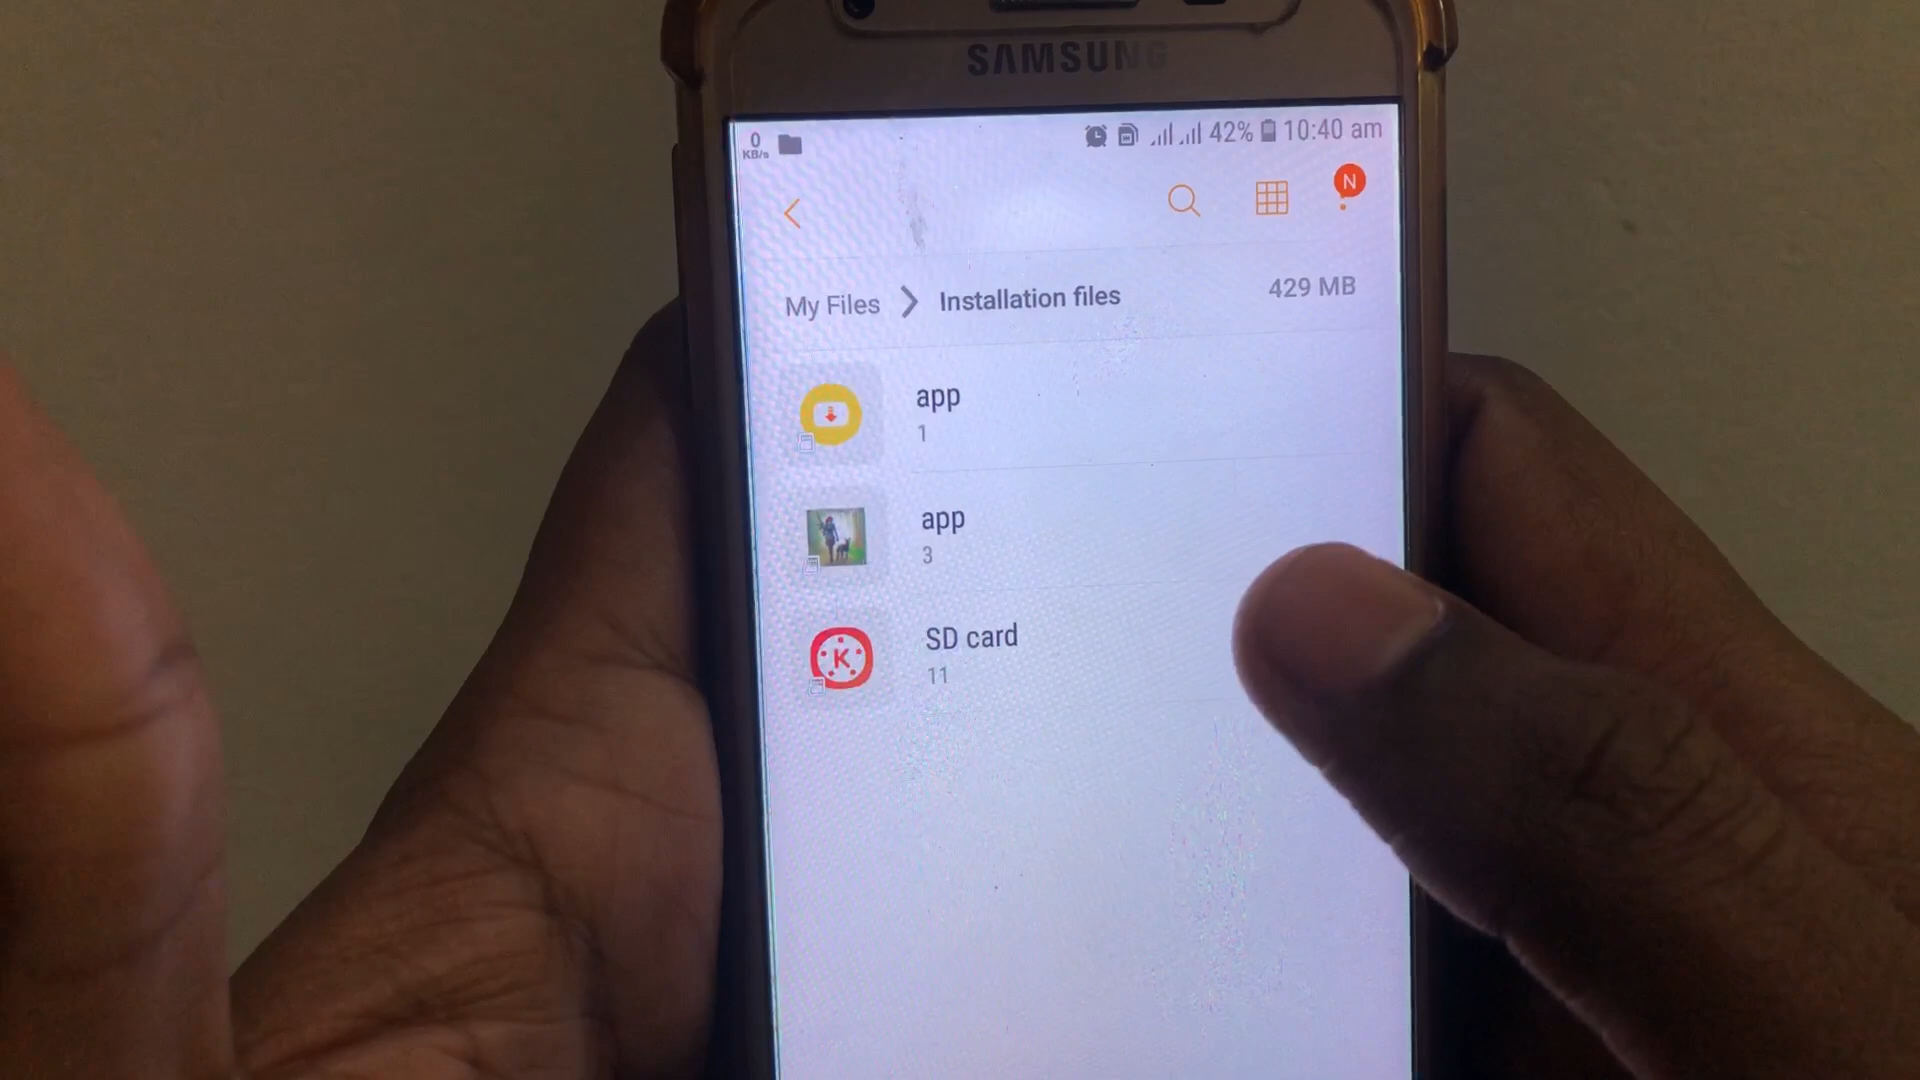 SAMSUNG
0
KB/s
42% 10:40 am
N
My Files > Installation files 429 MB
app
1
app
3
K
SD card
11